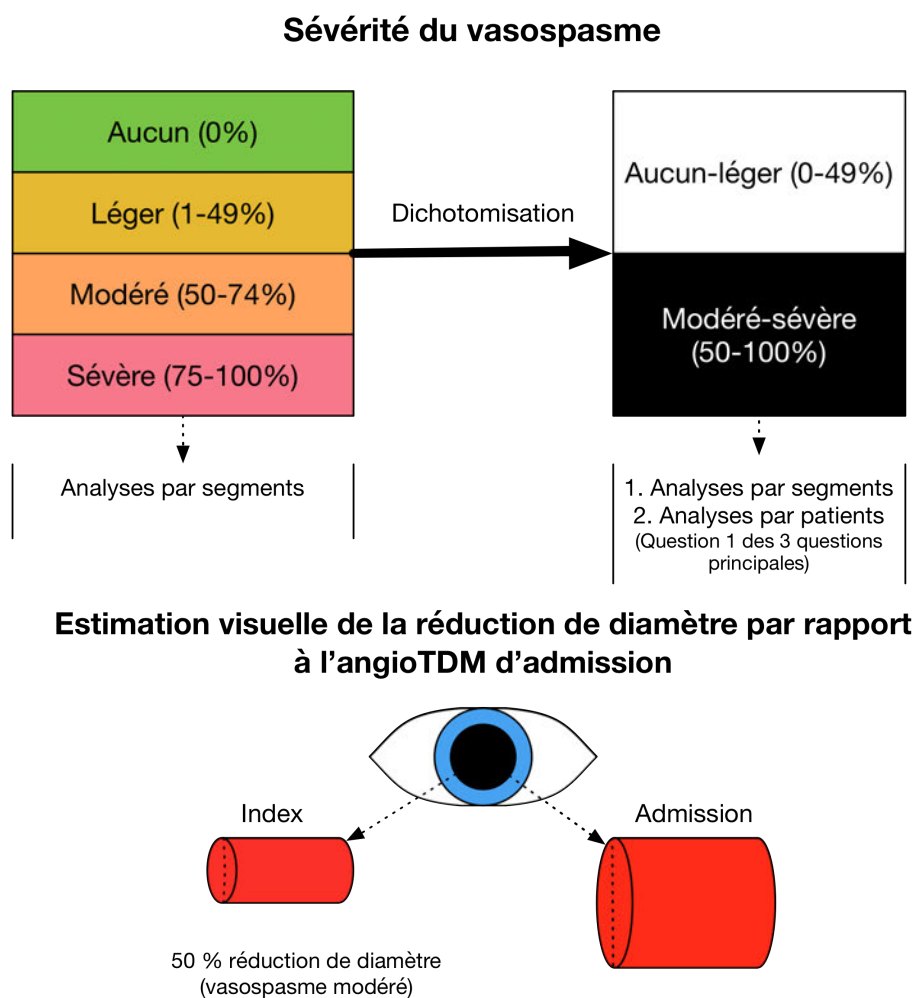 Sévérité du vasospasme
Aucun (0%)
Léger (1-49%)
Modéré (50-74%)
Sévère (75-100%)
Dichotomisation
Aucun-léger (0-49%)
Modéré-sévère
(50-100%)
Analyses par segments
1. Analyses par segments
2. Analyses par patients
(Question 1 des 3 questions
principales)
Estimation visuelle de la réduction de diamètre par rapport
à l’angioTDM d’admission
Index
Admission
50 % réduction de diamètre
(vasospasme modéré)